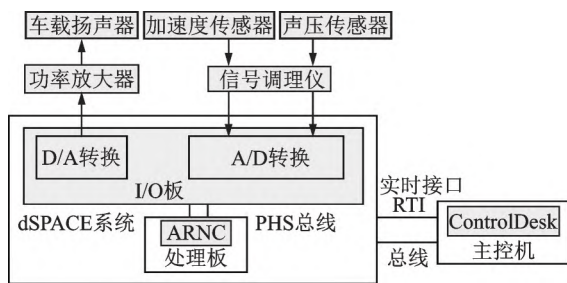 车载扬声器 加速度传感器 声压传感器
功率放大器 信号调理仪
D/A转换 A/D转换
I/O板
实时接口
RTI
dSPACE系统 PHS总线
ARNC
处理板
ControlDesk
总线 主控机